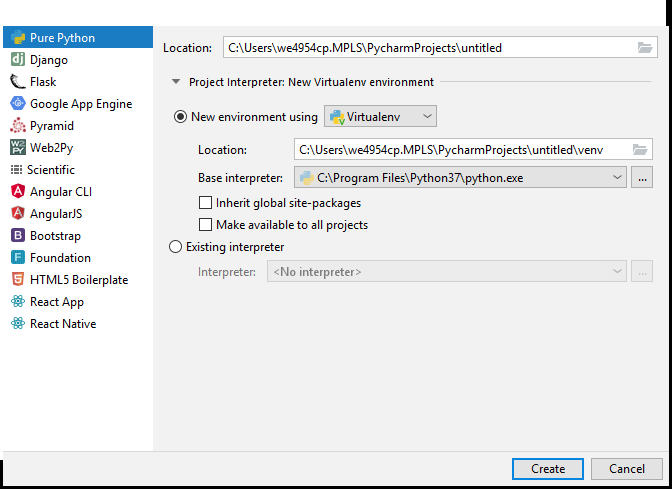 Pure Python
Django
Flask
Google App Engine
Pyramid
Web2Py
Scientific
Angular CLI
AngularJS
Bootstrap
Foundation
HTML5 Boilerplate
React App
React Native
Location: C:\Users\we4954cp.MPLS\PycharmProjects\untitled
Project Interpreter: New Virtualenv environment
New environment using Virtualenv
Location: C:\Users\we4954cp.MPLS\PycharmProjects\untitled\venv
Base interpreter: C:\Program Files\Python37\python.exe ...
Inherit global site-packages
Make available to all projects
Existing interpreter
Interpreter: <No interpreter> ...
Create Cancel